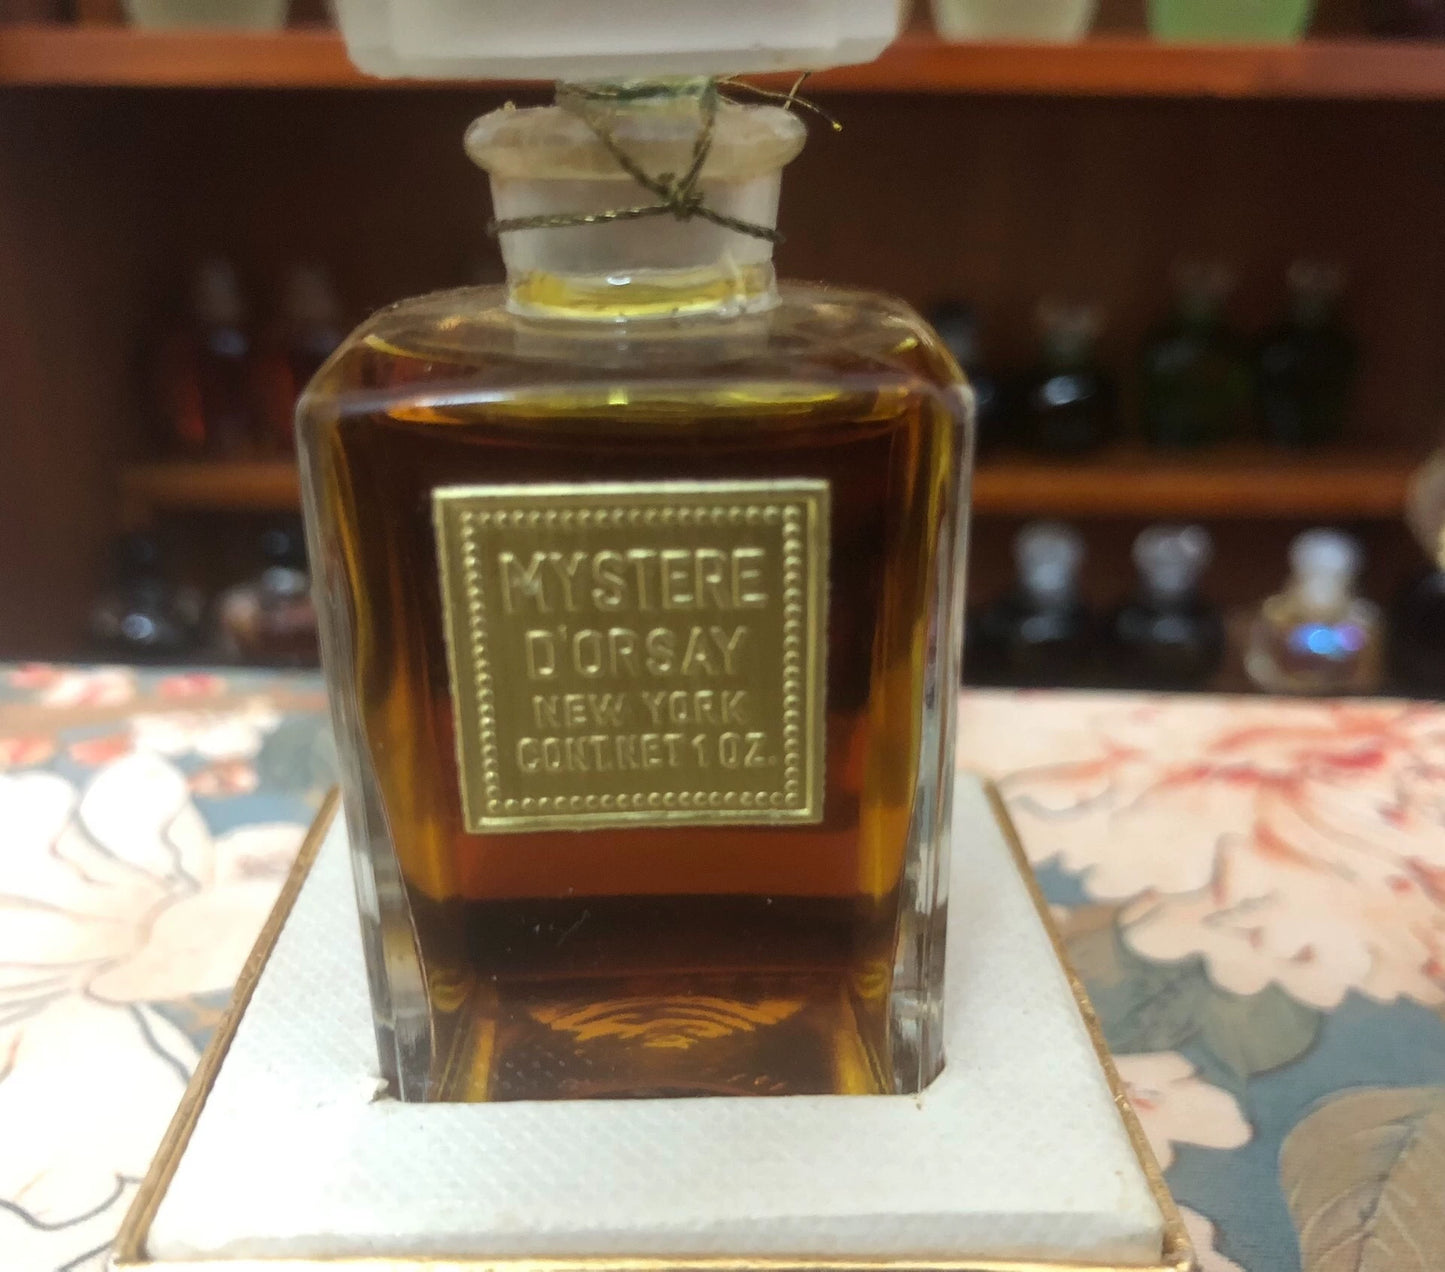 MYSTERE
D'ORSAY
NEW YORK
CONT.NET 1 OZ.